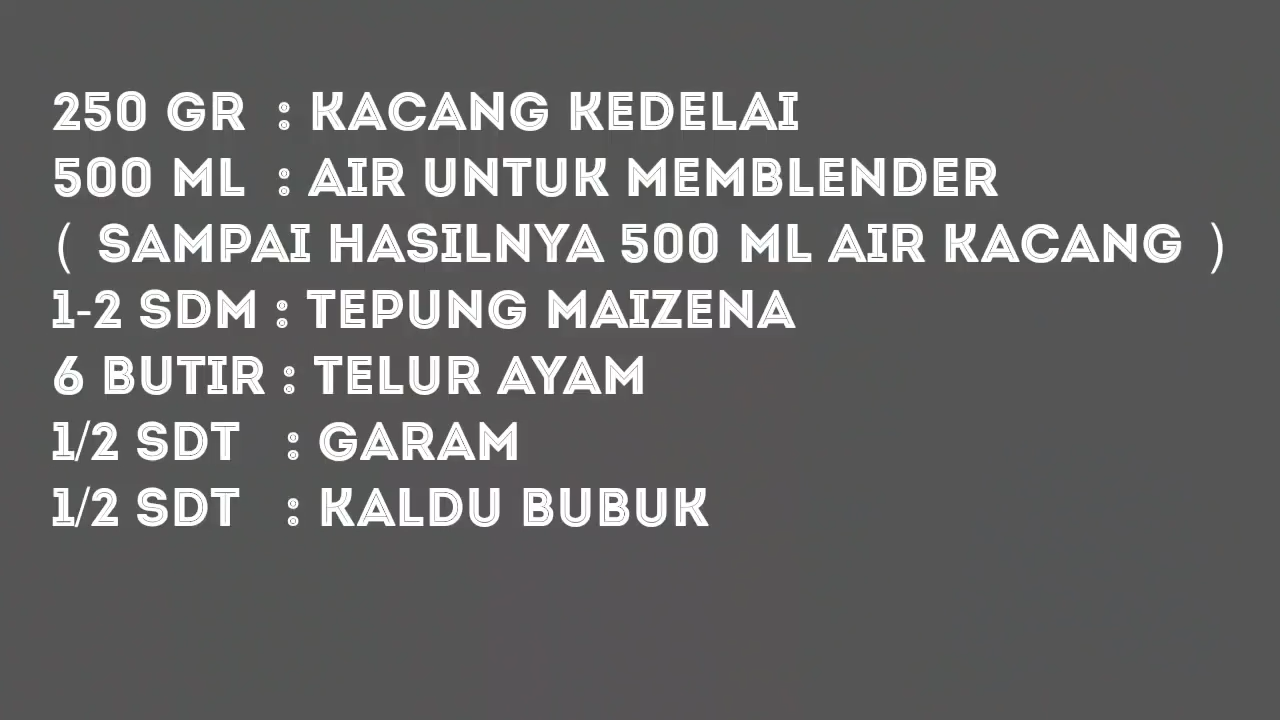 250 GR : KACANG KEDELAI
500 ML : AIR UNTUK MEMBLENDER
( SAMPAI HASILNYA 500 ML AIR KACANG )
1-2 SDM : TEPUNG MAIZENA
6 BUTIR : TELUR AYAM
1/2 SDT : GARAM
1/2 SDT : KALDU BUBUK